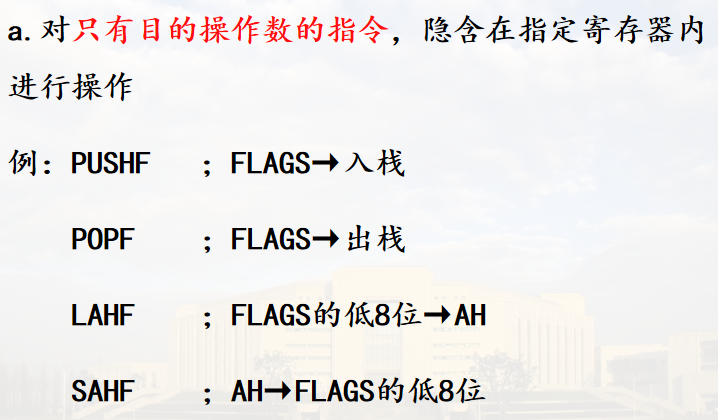 a.对只有目的操作数的指令，隐含在指定寄存器内
进行操作
例：PUSHF ；FLAGS→入栈
POPF ；FLAGS→出栈
LAHF ；FLAGS的低8位→AH
SAHF ；AH→FLAGS的低8位